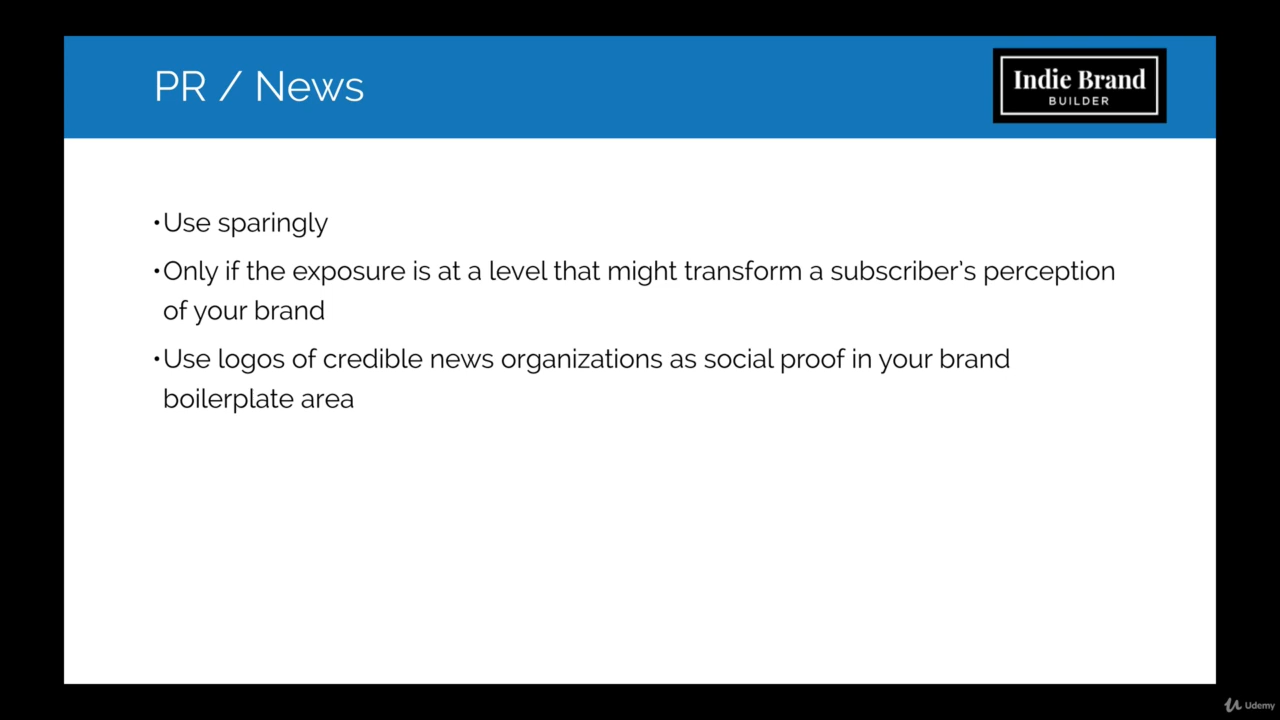 PR / News
Indie Brand
BUILDER
•Use sparingly
•Only if the exposure is at a level that might transform a subscriber's perception
of your brand
•Use logos of credible news organizations as social proof in your brand
boilerplate area
Udemy